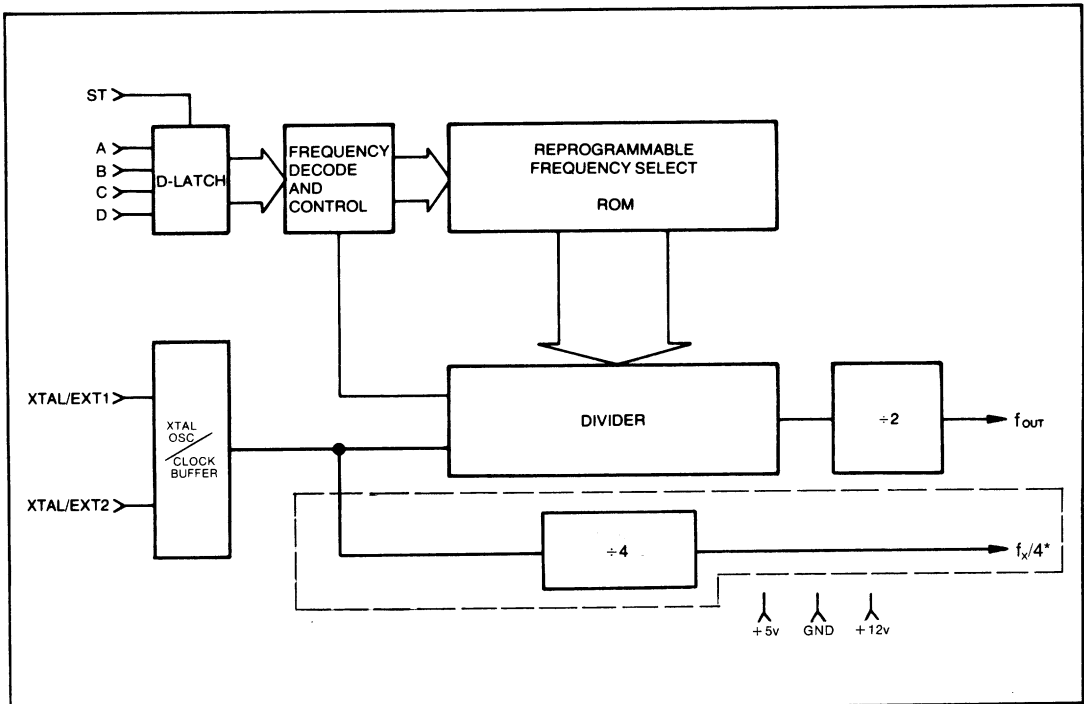 ST
A
B
C
D
D-LATCH
FREQUENCY
DECODE
AND
CONTROL
REPROGRAMMABLE
FREQUENCY SELECT
ROM
XTAL/EXT1
XTAL/EXT2
XTAL
OSC
CLOCK
BUFFER
DIVIDER
÷2
fOUT
÷4
fx/4*
+5v
GND
+12v